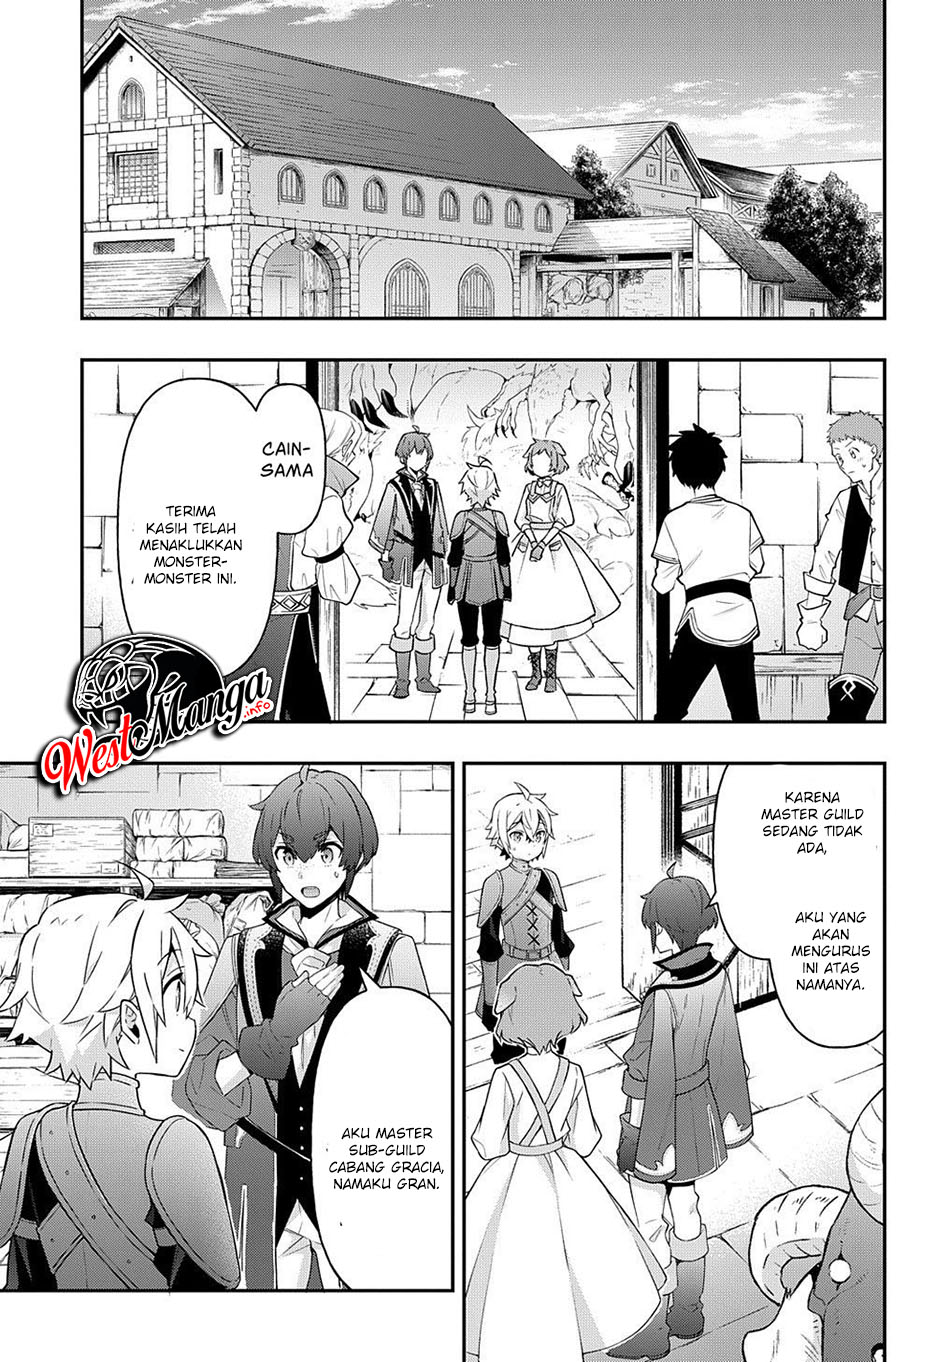 CAIN-
SAMA
TERIMA
KASIH TELAH
MENAKLUKKAN
MONSTER-
MONSTER INI.
WestManga
.info
KARENA
MASTER GUILD
SEDANG TIDAK
ADA,
AKU YANG
AKAN
MENGURUS
INI ATAS
NAMANYA.
AKU MASTER
SUB-GUILD
CABANG GRACIA,
NAMAKU GRAN.